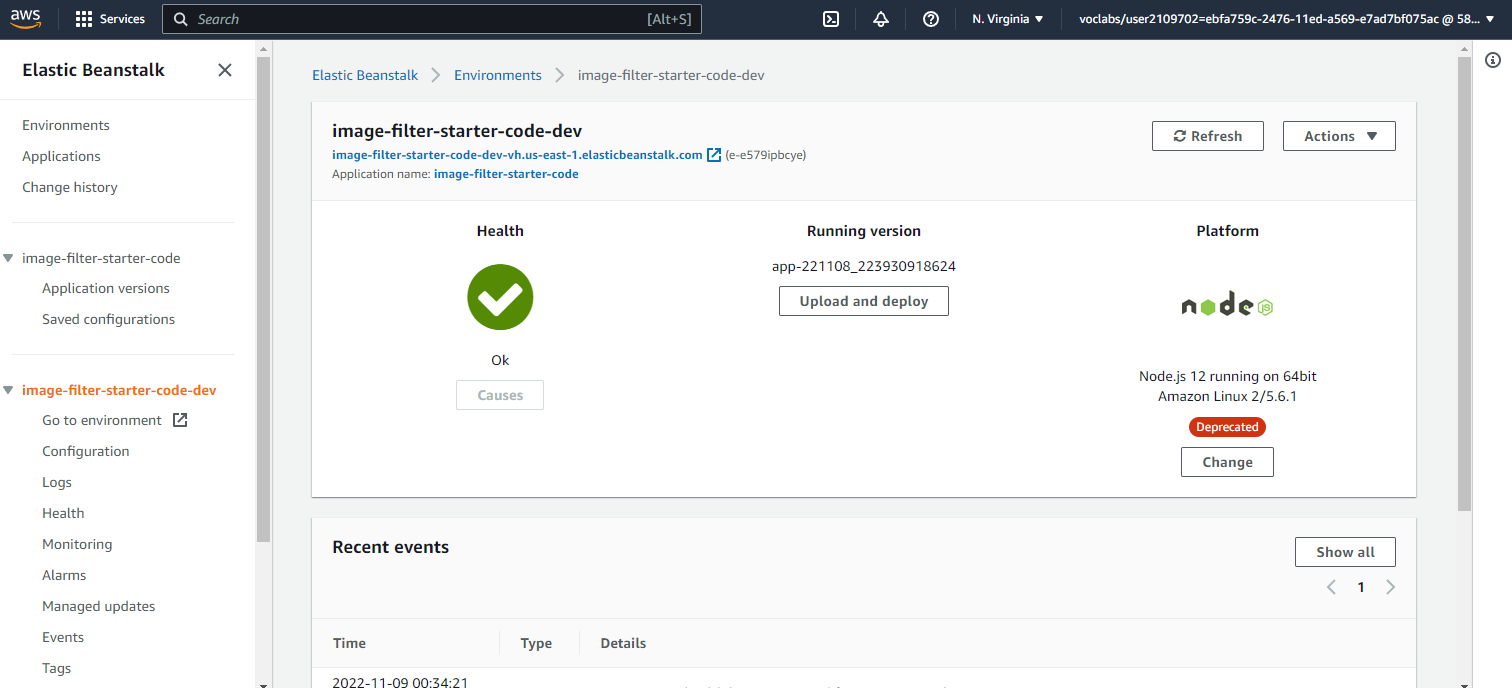 aws
Services
Search [Alt+S]
N. Virginia
voclabs/user2109702=ebfa759c-2476-11ed-a569-e7ad7bf075ac @ 58...
Elastic Beanstalk
Environments
Applications
Change history
image-filter-starter-code
Application versions
Saved configurations
image-filter-starter-code-dev
Go to environment
Configuration
Logs
Health
Monitoring
Alarms
Managed updates
Events
Tags
Elastic Beanstalk
Environments
image-filter-starter-code-dev
image-filter-starter-code-dev
image-filter-starter-code-dev-vh.us-east-1.elasticbeanstalk.com (e-e579ipbcye)
Application name: image-filter-starter-code
Refresh
Actions
Health
Ok
Causes
Running version
app-221108_223930918624
Upload and deploy
Platform
node
JS
Node.js 12 running on 64bit
Amazon Linux 2/5.6.1
Deprecated
Change
Recent events
Show all
1
Time Type Details
2022-11-09 00:34:21